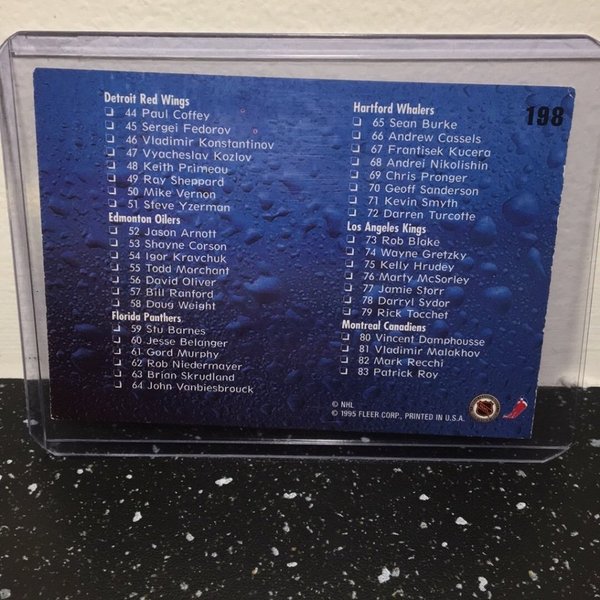 198
Detroit Red Wings
44 Paul Coffey
45 Sergei Fedorov
46 Vladimir Konstantinov
47 Vyacheslav Kozlov
48 Keith Primeau
49 Ray Sheppard
50 Mike Vernon
51 Steve Yzerman
Edmonton Oilers
52 Jason Arnott
53 Shayne Corson
54 Igor Kravchuk
55 Todd Marchant
56 David Oliver
57 Bill Ranford
58 Doug Weight
Florida Panthers
59 Stu Barnes
60 Jesse Belanger
61 Gord Murphy
62 Rob Niedermayer
63 Brian Skrudland
64 John Vanbiesbrouck
Hartford Whalers
65 Sean Burke
66 Andrew Cassels
67 Frantisek Kucera
68 Andrei Nikolishin
69 Chris Pronger
70 Geoff Sanderson
71 Kevin Smyth
72 Darren Turcotte
Los Angeles Kings
73 Rob Blake
74 Wayne Gretzky
75 Kelly Hrudey
76 Marty McSorley
77 Jamie Storr
78 Darryl Sydor
79 Rick Tocchet
Montreal Canadiens
80 Vincent Damphousse
81 Vladimir Malakhov
82 Mark Recchi
83 Patrick Roy
© NHL
© 1995 FLEER CORP., PRINTED IN U.S.A.